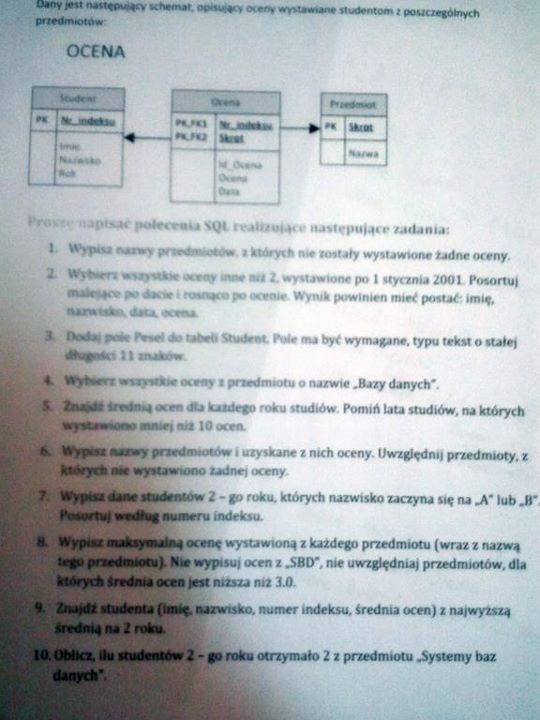 Dany jest następujący schemat, opisujący oceny wystawiane studentom z poszczególnych
przedmiotów:
OCENA
Student
PK Nr_indeksu
Imie
Nazwisko
Rok
Ocena
PK,FK1 Nr_indeksu
PK,FK2 Skrot
Id_Ocena
Ocena
Data
Przedmiot
PK Skrot
Nazwa
Proszę napisać polecenia SQL realizujące następujące zadania:
1. Wypisz nazwy przedmiotów, z których nie zostały wystawione żadne oceny.
2. Wybierz wszystkie oceny inne niż 2, wystawione po 1 stycznia 2001. Posortuj
malejąco po dacie i rosnąco po ocenie. Wynik powinien mieć postać: imię,
nazwisko, data, ocena.
3. Dodaj pole Pesel do tabeli Student. Pole ma być wymagane, typu tekst o stałej
długości 11 znaków.
4. Wybierz wszystkie oceny z przedmiotu o nazwie „Bazy danych".
5. Znajdź średnią ocen dla każdego roku studiów. Pomiń lata studiów, na których
wystawiono mniej niż 10 ocen.
6. Wypisz nazwy przedmiotów i uzyskane z nich oceny. Uwzględnij przedmioty, z
których nie wystawiono żadnej oceny.
7. Wypisz dane studentów 2 – go roku, których nazwisko zaczyna się na „A" lub „B".
Posortuj według numeru indeksu.
8. Wypisz maksymalną ocenę wystawioną z każdego przedmiotu (wraz z nazwą
tego przedmiotu). Nie wypisuj ocen z „SBD", nie uwzględniaj przedmiotów, dla
których średnia ocen jest niższa niż 3.0.
9. Znajdź studenta (imię, nazwisko, numer indeksu, średnia ocen) z najwyższą
średnią na 2 roku.
10. Oblicz, ilu studentów 2 – go roku otrzymało 2 z przedmiotu „Systemy baz
danych".